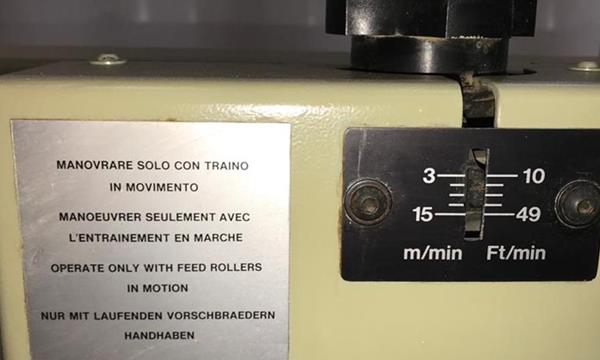 MANOVRARE SOLO CON TRAINO
IN MOVIMENTO
MANOEUVRER SEULEMENT AVEC
L'ENTRAINEMENT EN MARCHE
OPERATE ONLY WITH FEED ROLLERS
IN MOTION
NUR MIT LAUFENDEN VORSCHBRAEDERN
HANDHABEN
3 10
15 49
m/min Ft/min